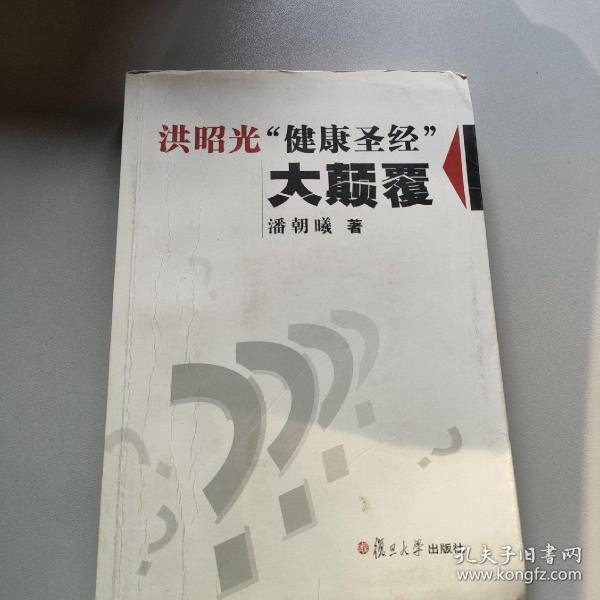 洪昭光“健康圣经”
大颠覆
潘朝曦 著
復旦大學出版社
孔夫子旧书网
www.kongfz.com